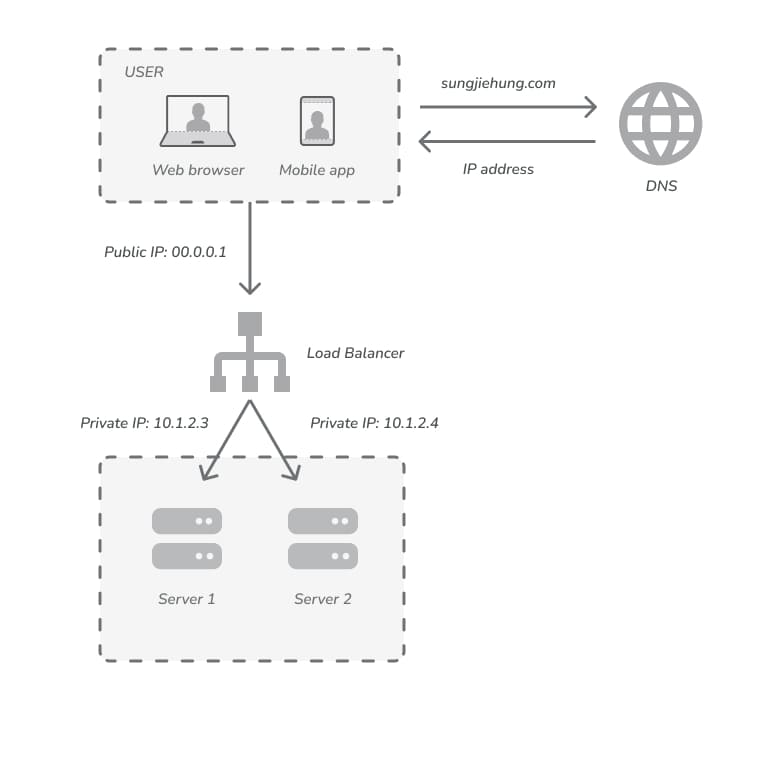 USER
Web browser
Mobile app
sungjiehung.com
IP address
DNS
Public IP: 00.0.0.1
Load Balancer
Private IP: 10.1.2.3
Private IP: 10.1.2.4
Server 1
Server 2